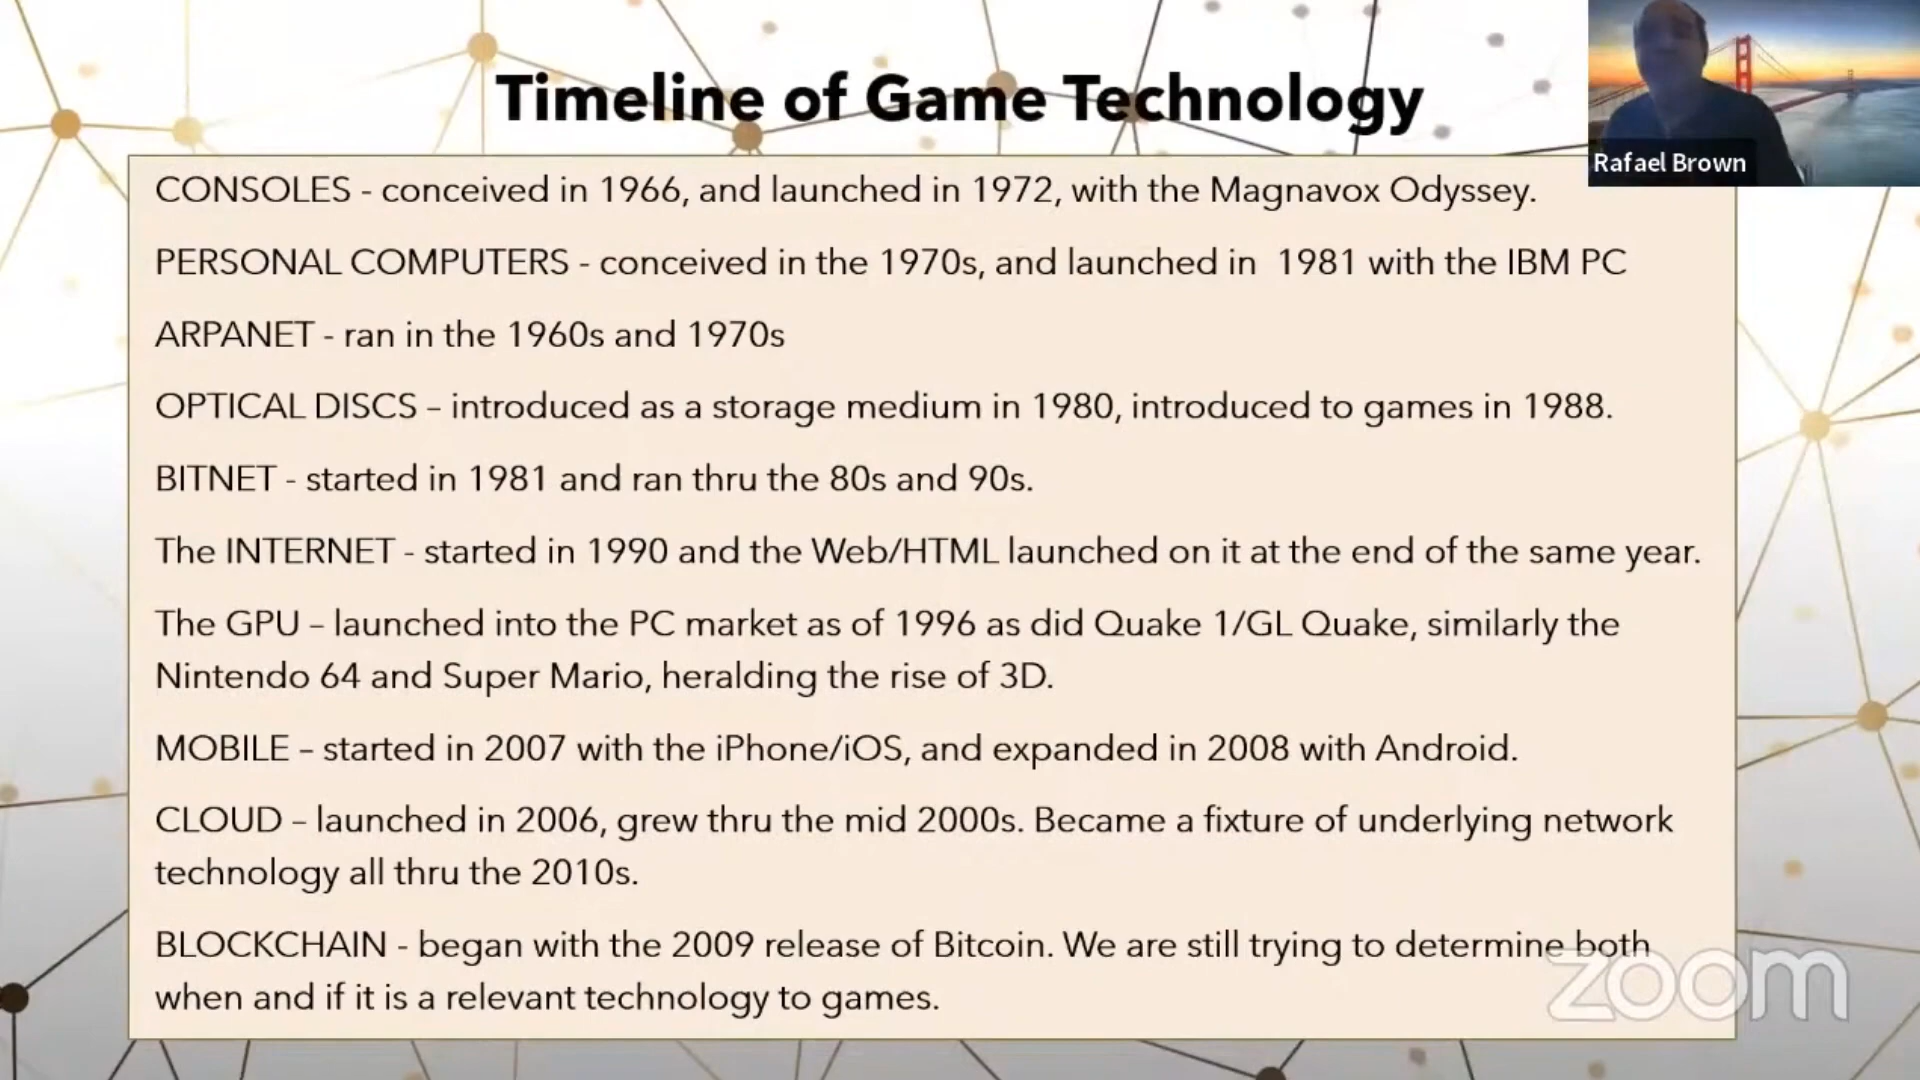 Timeline of Game Technology
Rafael Brown
CONSOLES - conceived in 1966, and launched in 1972, with the Magnavox Odyssey.
PERSONAL COMPUTERS - conceived in the 1970s, and launched in 1981 with the IBM PC
ARPANET - ran in the 1960s and 1970s
OPTICAL DISCS – introduced as a storage medium in 1980, introduced to games in 1988.
BITNET - started in 1981 and ran thru the 80s and 90s.
The INTERNET - started in 1990 and the Web/HTML launched on it at the end of the same year.
The GPU – launched into the PC market as of 1996 as did Quake 1/GL Quake, similarly the
Nintendo 64 and Super Mario, heralding the rise of 3D.
MOBILE – started in 2007 with the iPhone/iOS, and expanded in 2008 with Android.
CLOUD – launched in 2006, grew thru the mid 2000s. Became a fixture of underlying network
technology all thru the 2010s.
BLOCKCHAIN - began with the 2009 release of Bitcoin. We are still trying to determine both
when and if it is a relevant technology to games.
zoom